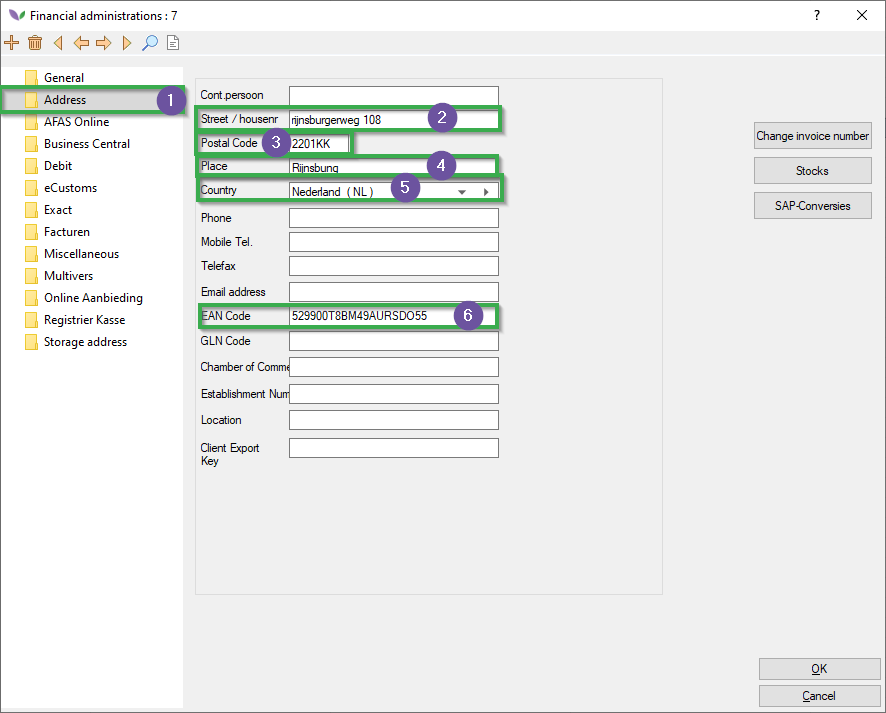 Financial administrations : 7
?
General
Address 1
AFAS Online
Business Central
Debit
eCustoms
Exact
Facturen
Miscellaneous
Multivers
Online Aanbieding
Registrier Kasse
Storage address
Cont.persoon
Street / housenr rijnsburgerweg 108 2
Postal Code 3 2201KK
Place Rijnsburg 4
Country Nederland ( NL ) 5
Phone
Mobile Tel.
Telefax
Email address
EAN Code 529900T8BM49AURSDO55 6
GLN Code
Chamber of Comme
Establishment Num
Location
Client Export
Key
Change invoice number
Stocks
SAP-Conversies
OK
Cancel